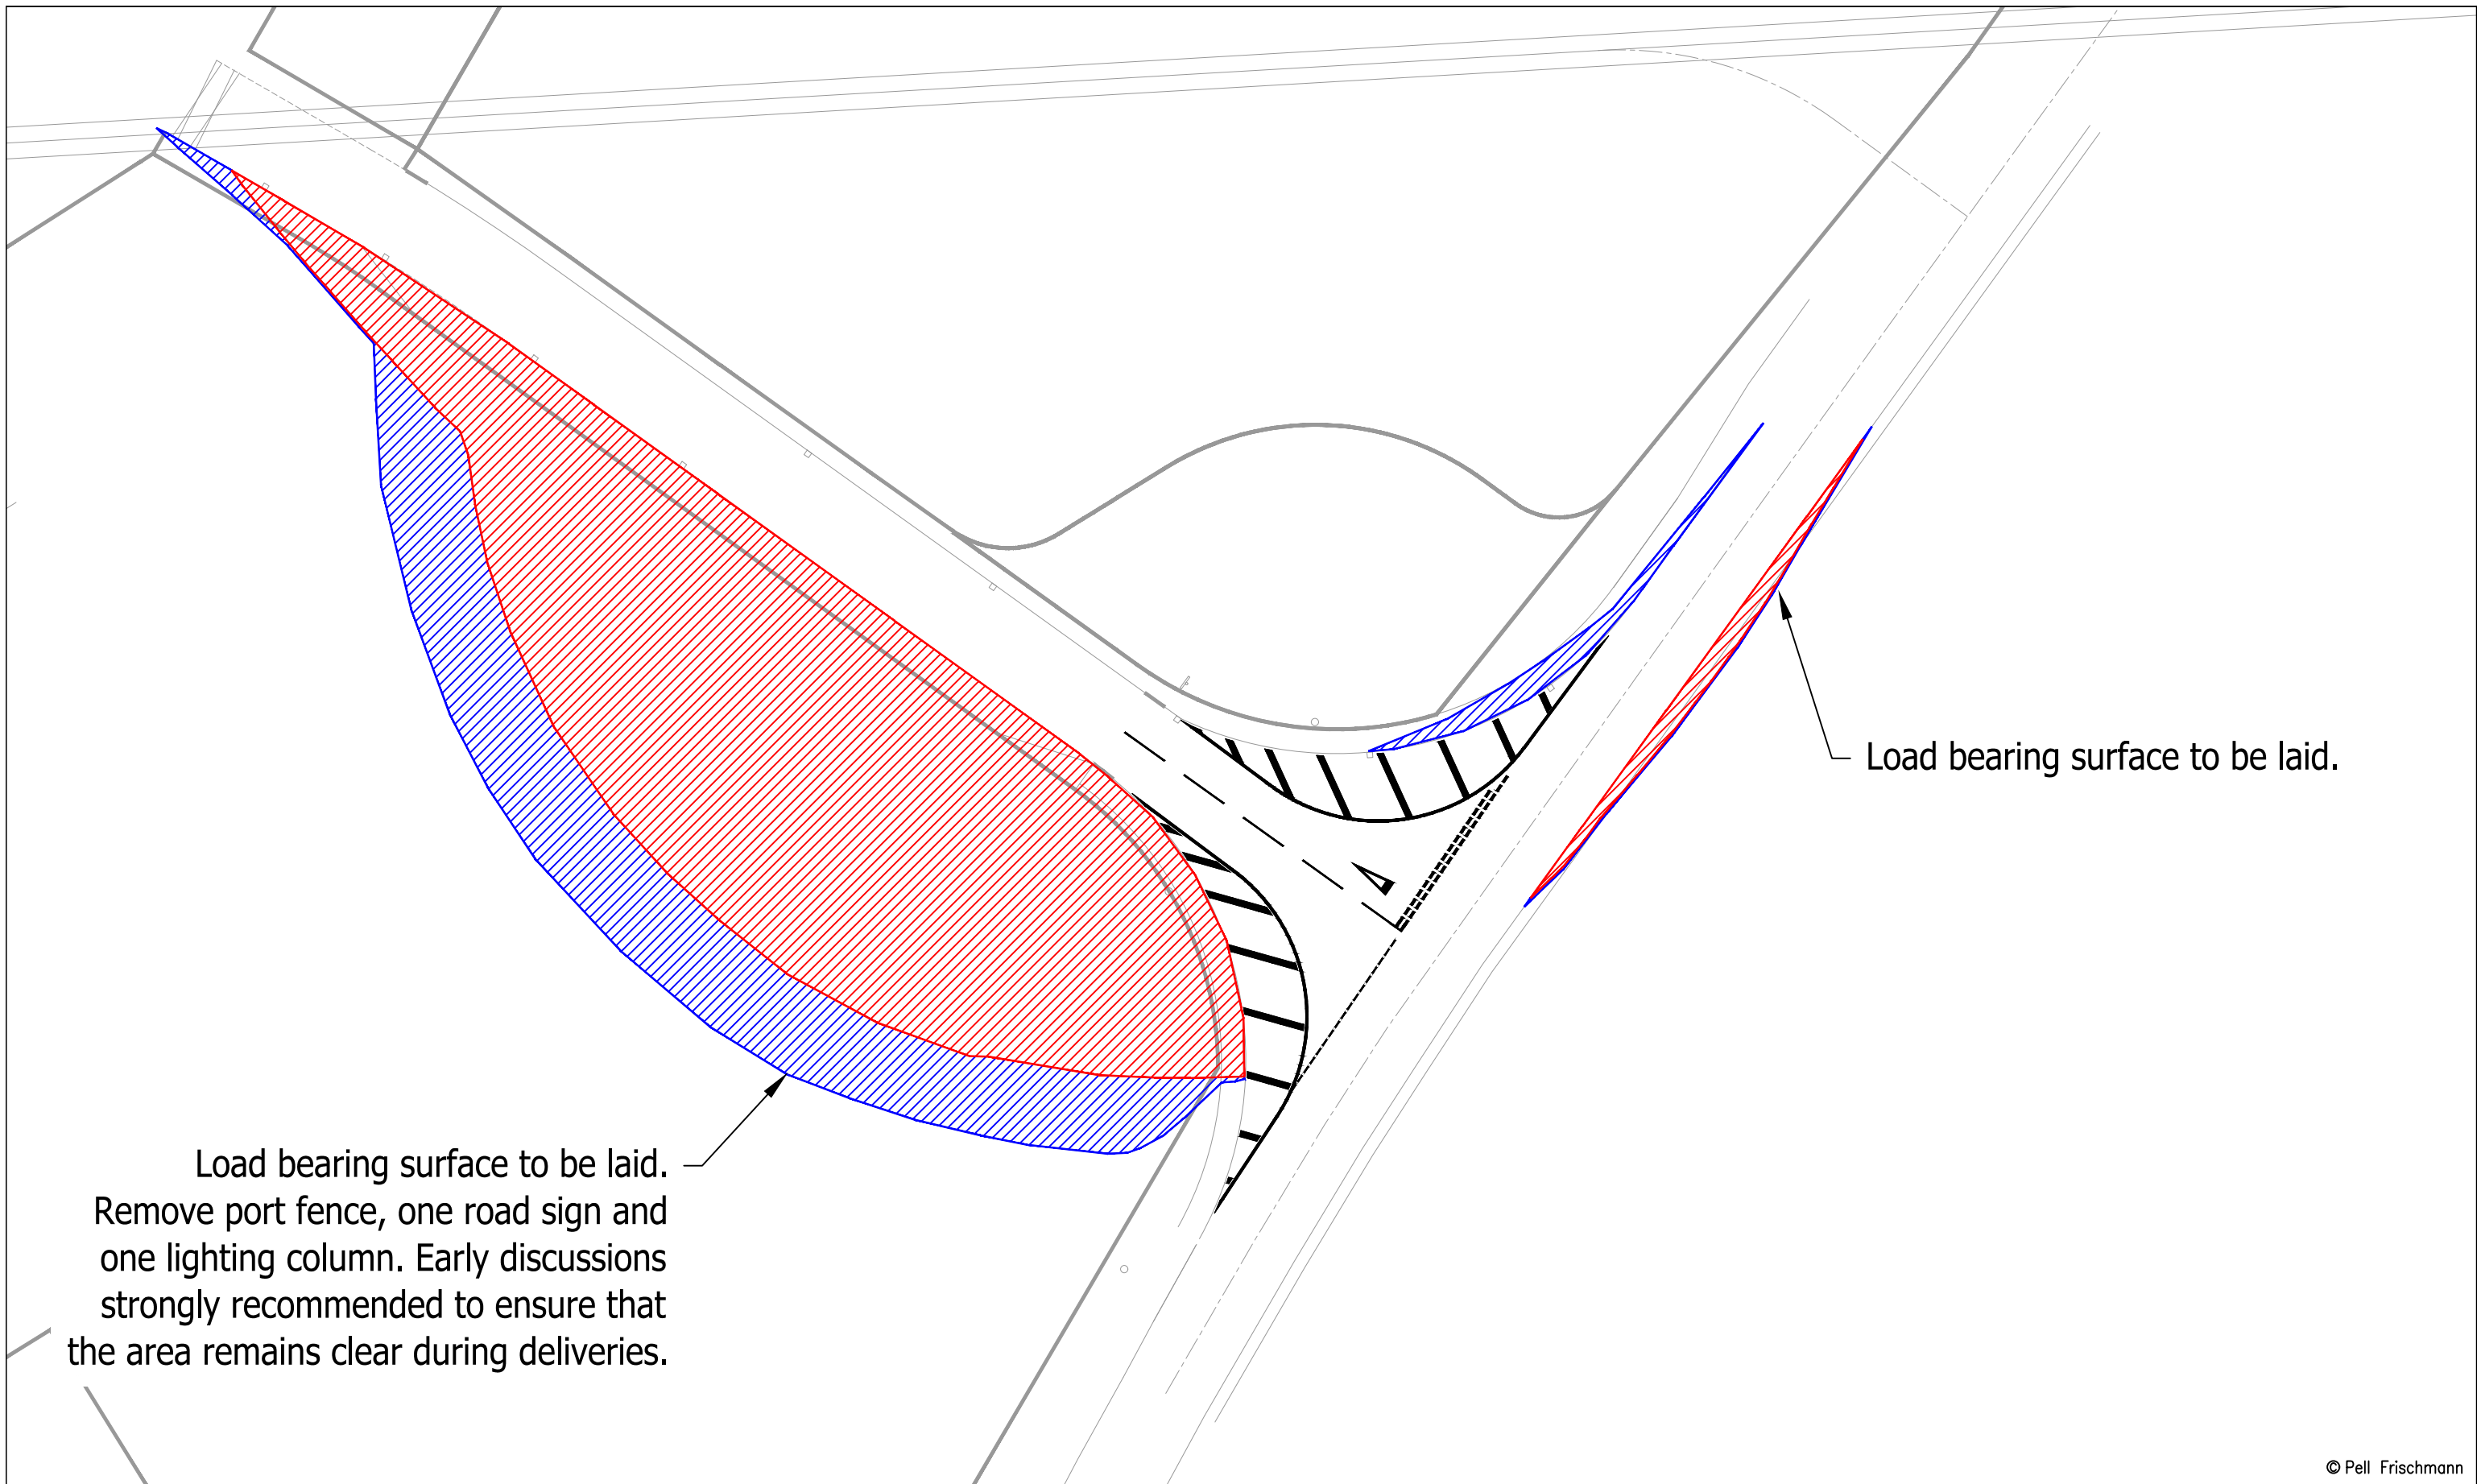 Load bearing surface to be laid.
Load bearing surface to be laid.
Remove port fence, one road sign and
one lighting column. Early discussions
strongly recommended to ensure that
the area remains clear during deliveries.
© Pell Frischmann